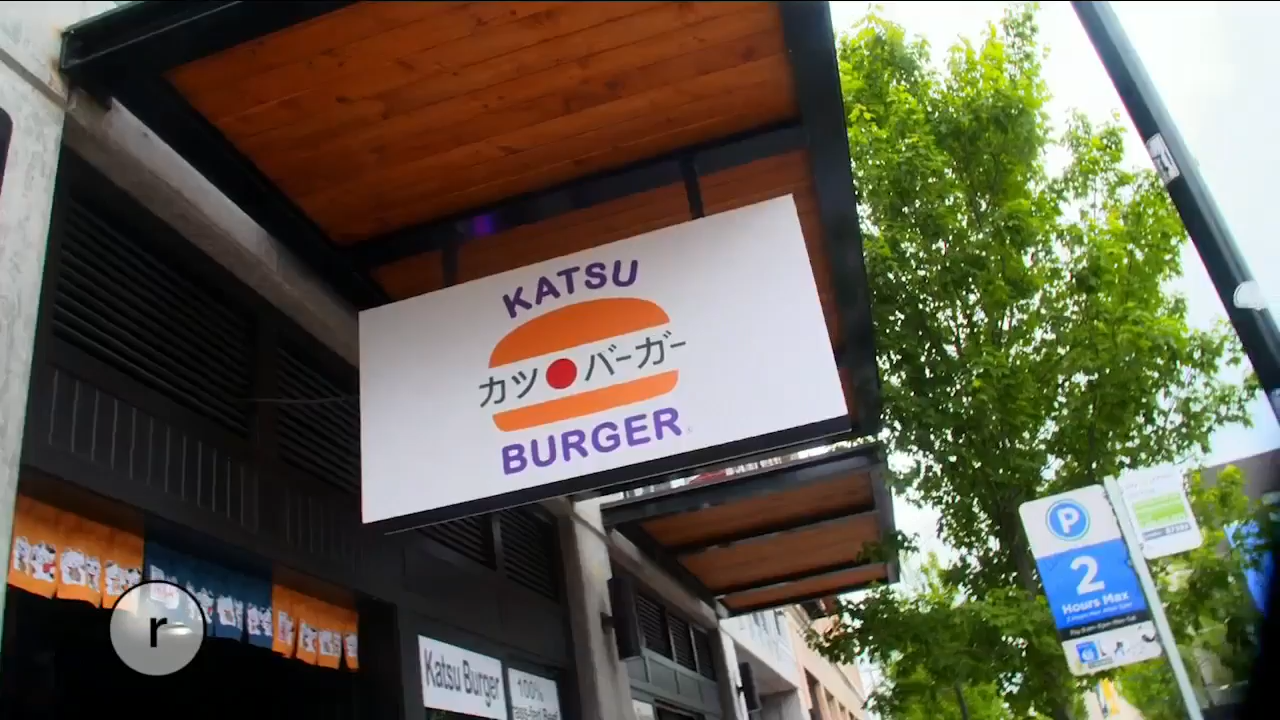 KATSU
カツ バーガー
BURGER
Katsu Burger
100%
P
2
Hours Max
r